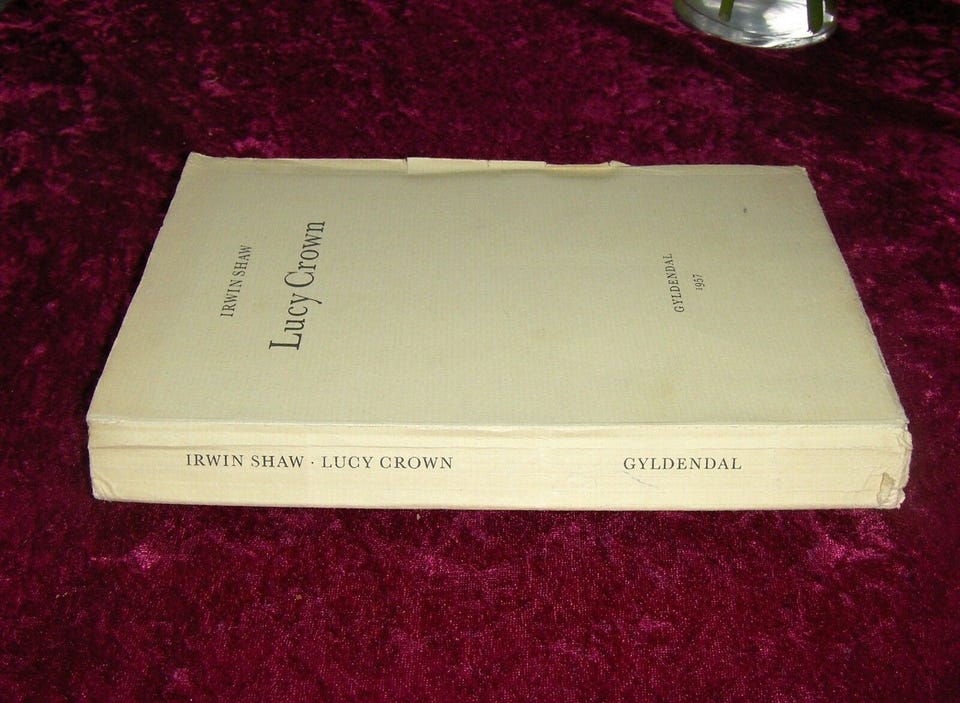 IRWIN SHAW
Lucy Crown
GYLDENDAL
1957
IRWIN SHAW · LUCY CROWN
GYLDENDAL